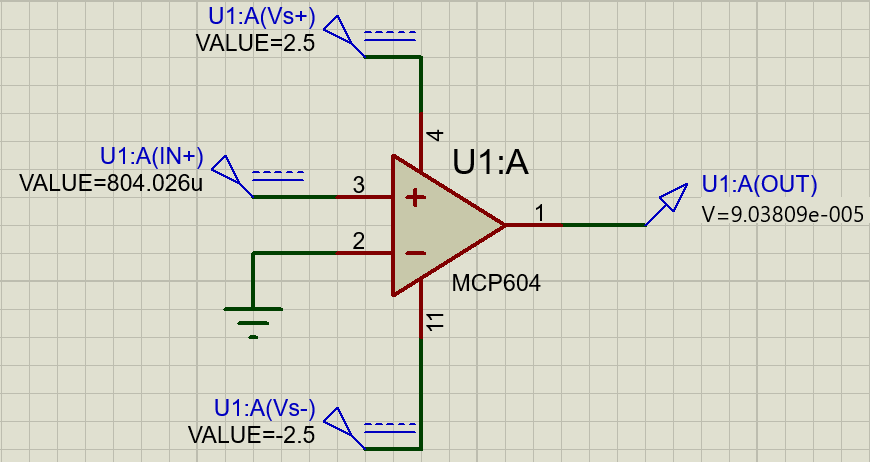 U1:A(Vs+)
VALUE=2.5
4
U1:A
U1:A(IN+)
VALUE=804.026u
3
+
2
−
1
U1:A(OUT)
V=9.03809e-005
MCP604
11
U1:A(Vs-)
VALUE=-2.5